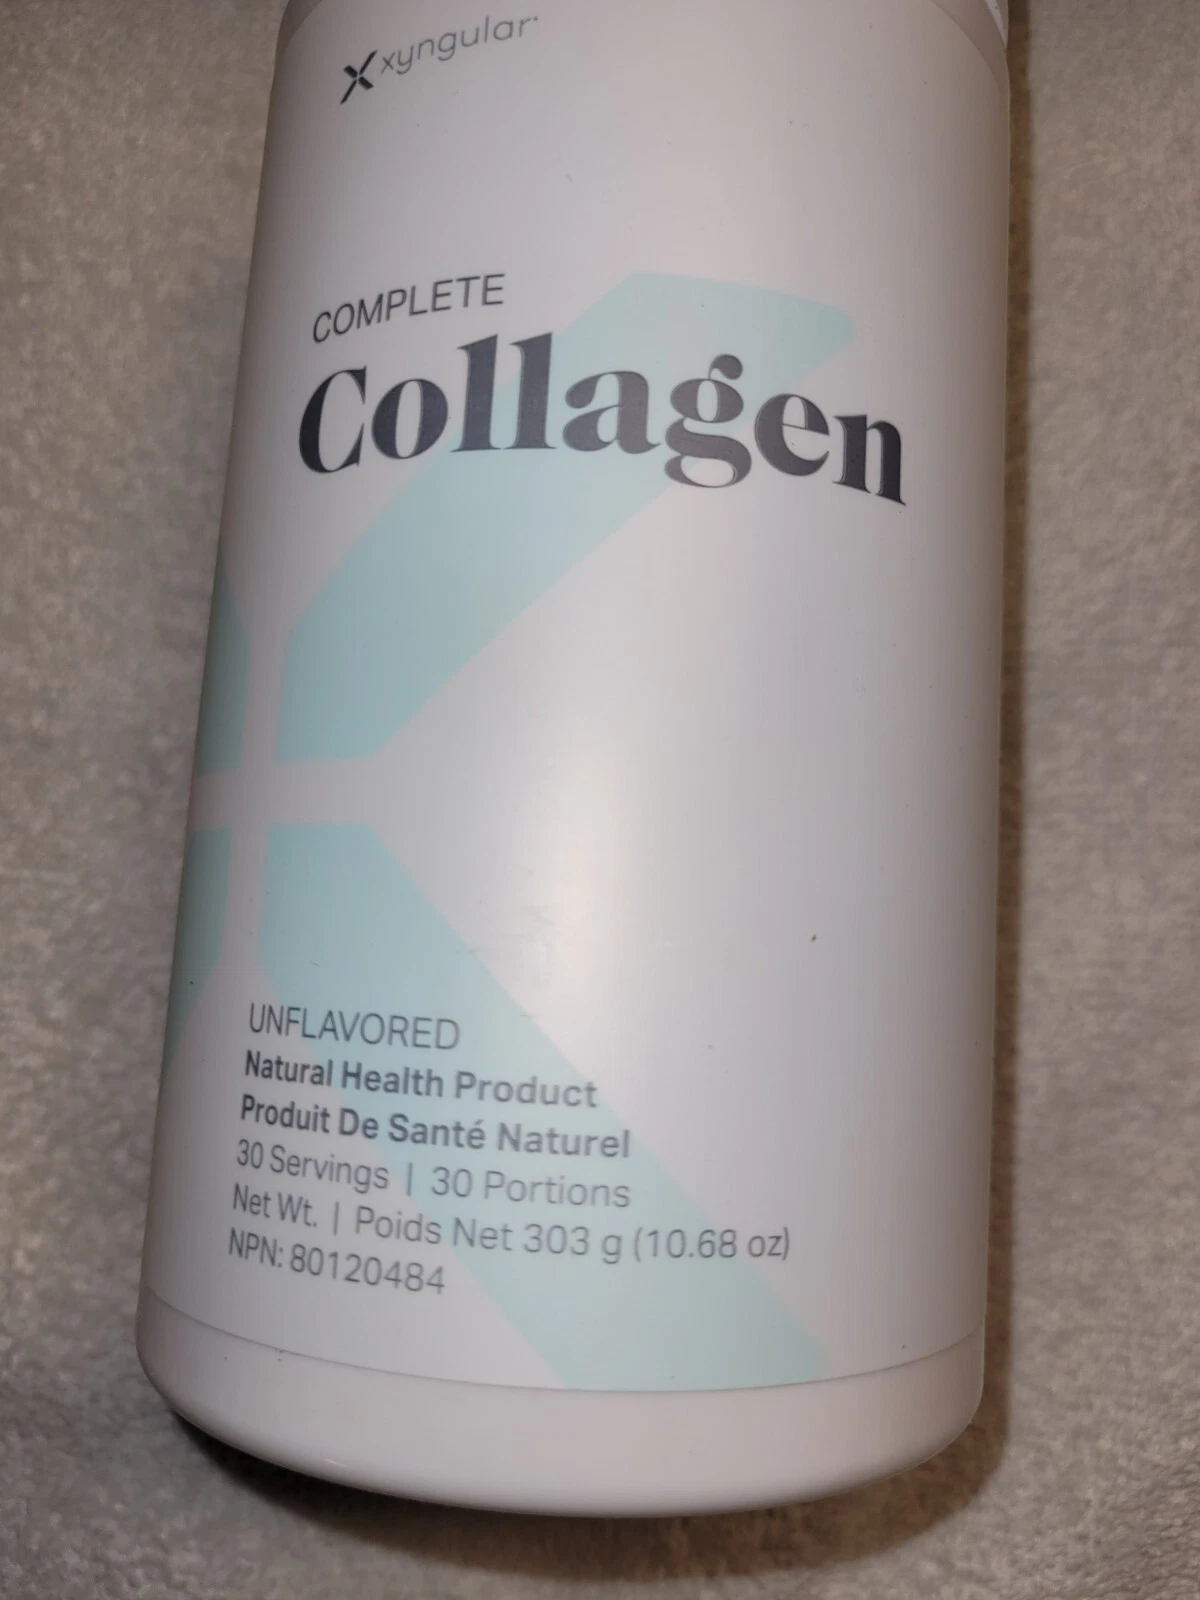 xyngular
COMPLETE
Collagen
UNFLAVORED
Natural Health Product
Produit De Santé Naturel
30 Servings | 30 Portions
Net Wt. | Poids Net 303 g (10.68 oz)
NPN: 80120484